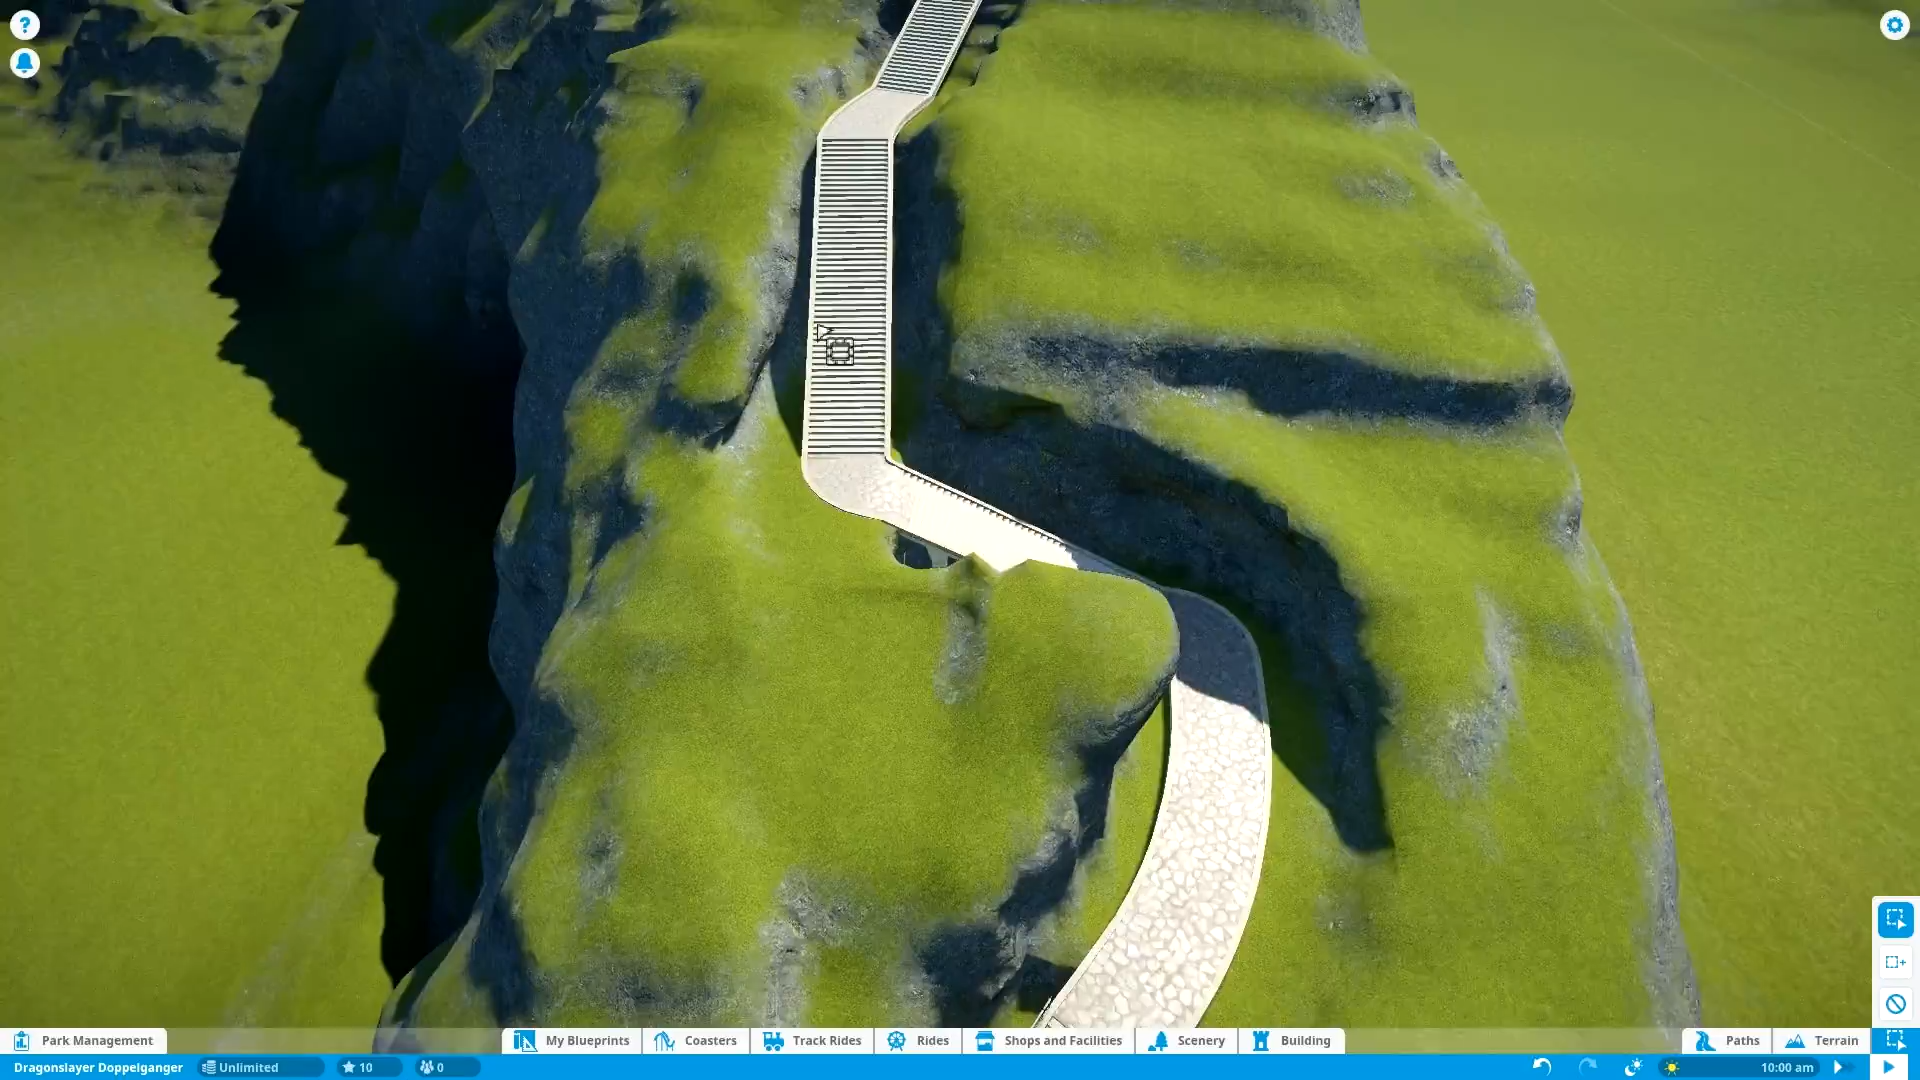 ?
Park Management
My Blueprints
Coasters
Track Rides
Rides
Shops and Facilities
Scenery
Building
Paths
Terrain
Dragonslayer Doppelganger
Unlimited
10
0
10:00 am